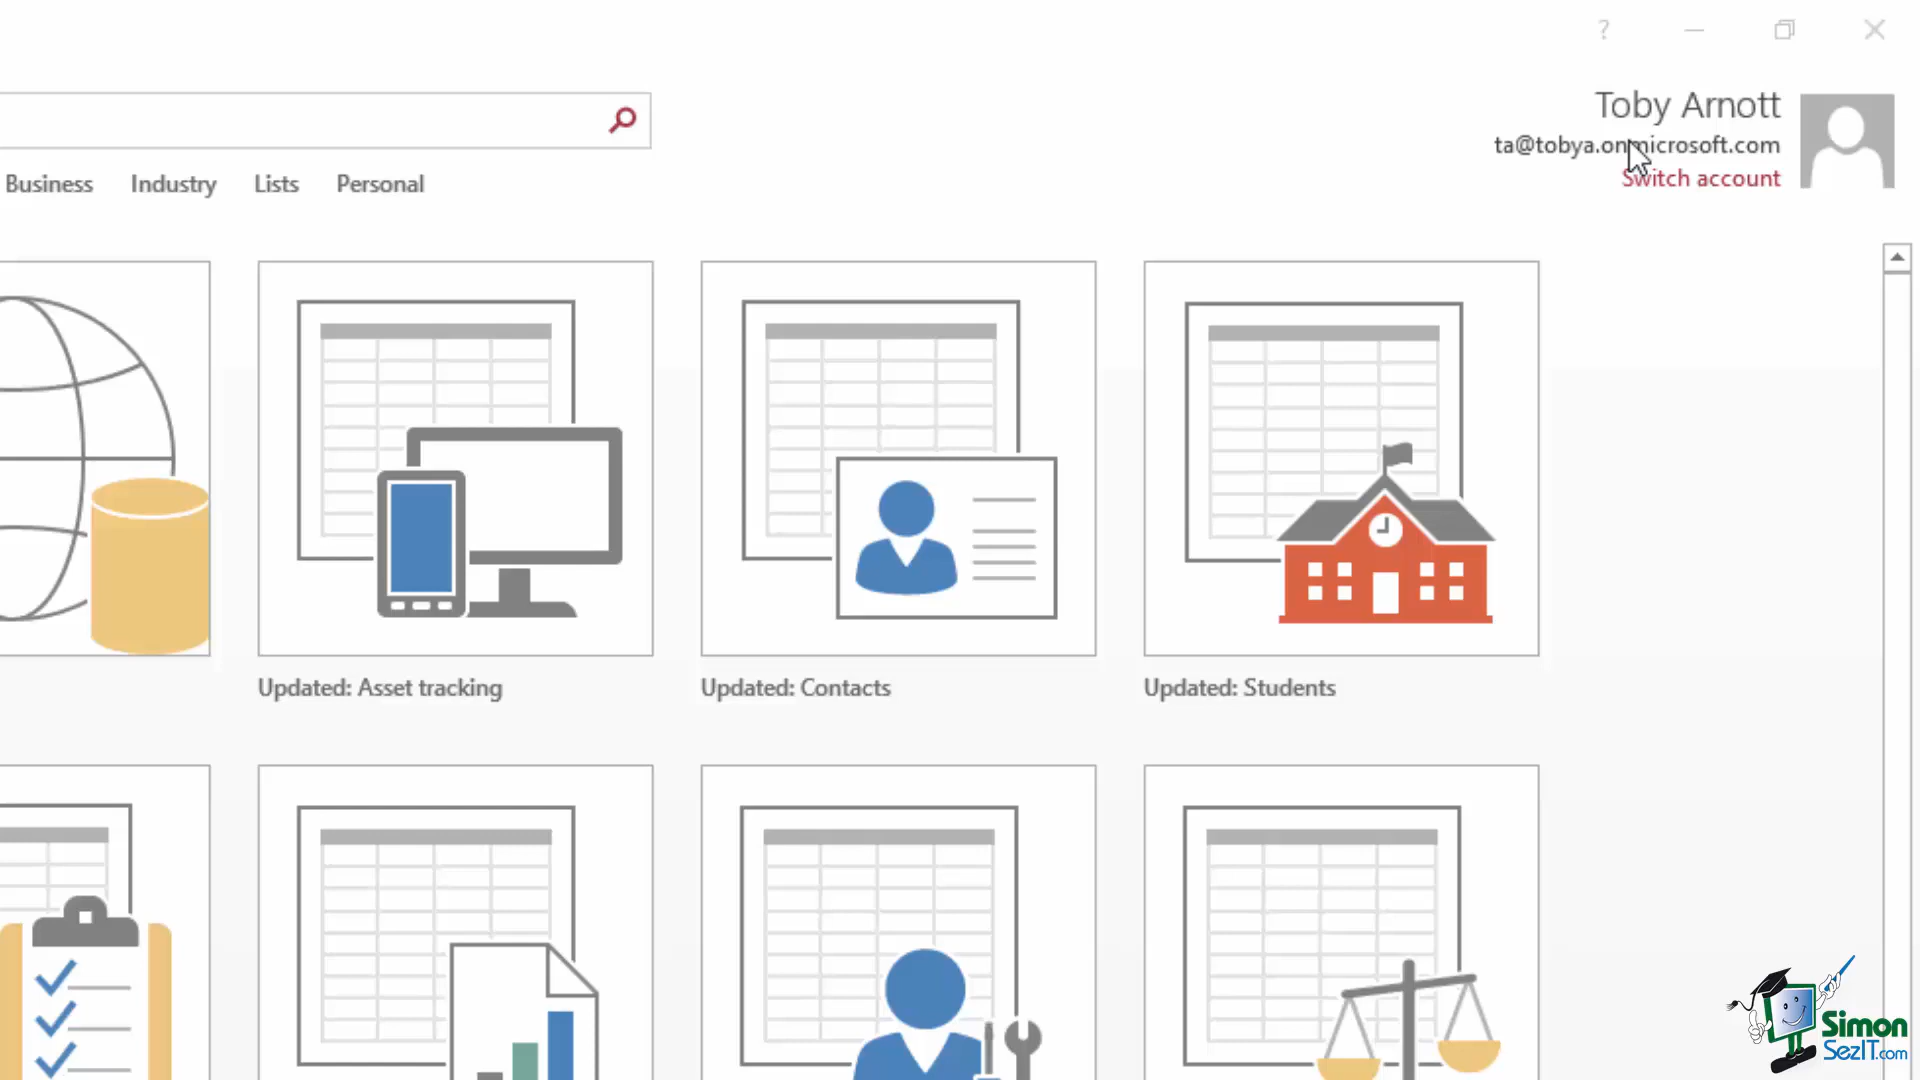 ?
Toby Arnott
ta@tobya.onmicrosoft.com
Switch account
Business Industry Lists Personal
Updated: Asset tracking
Updated: Contacts
Updated: Students
Simon
SezIT.com